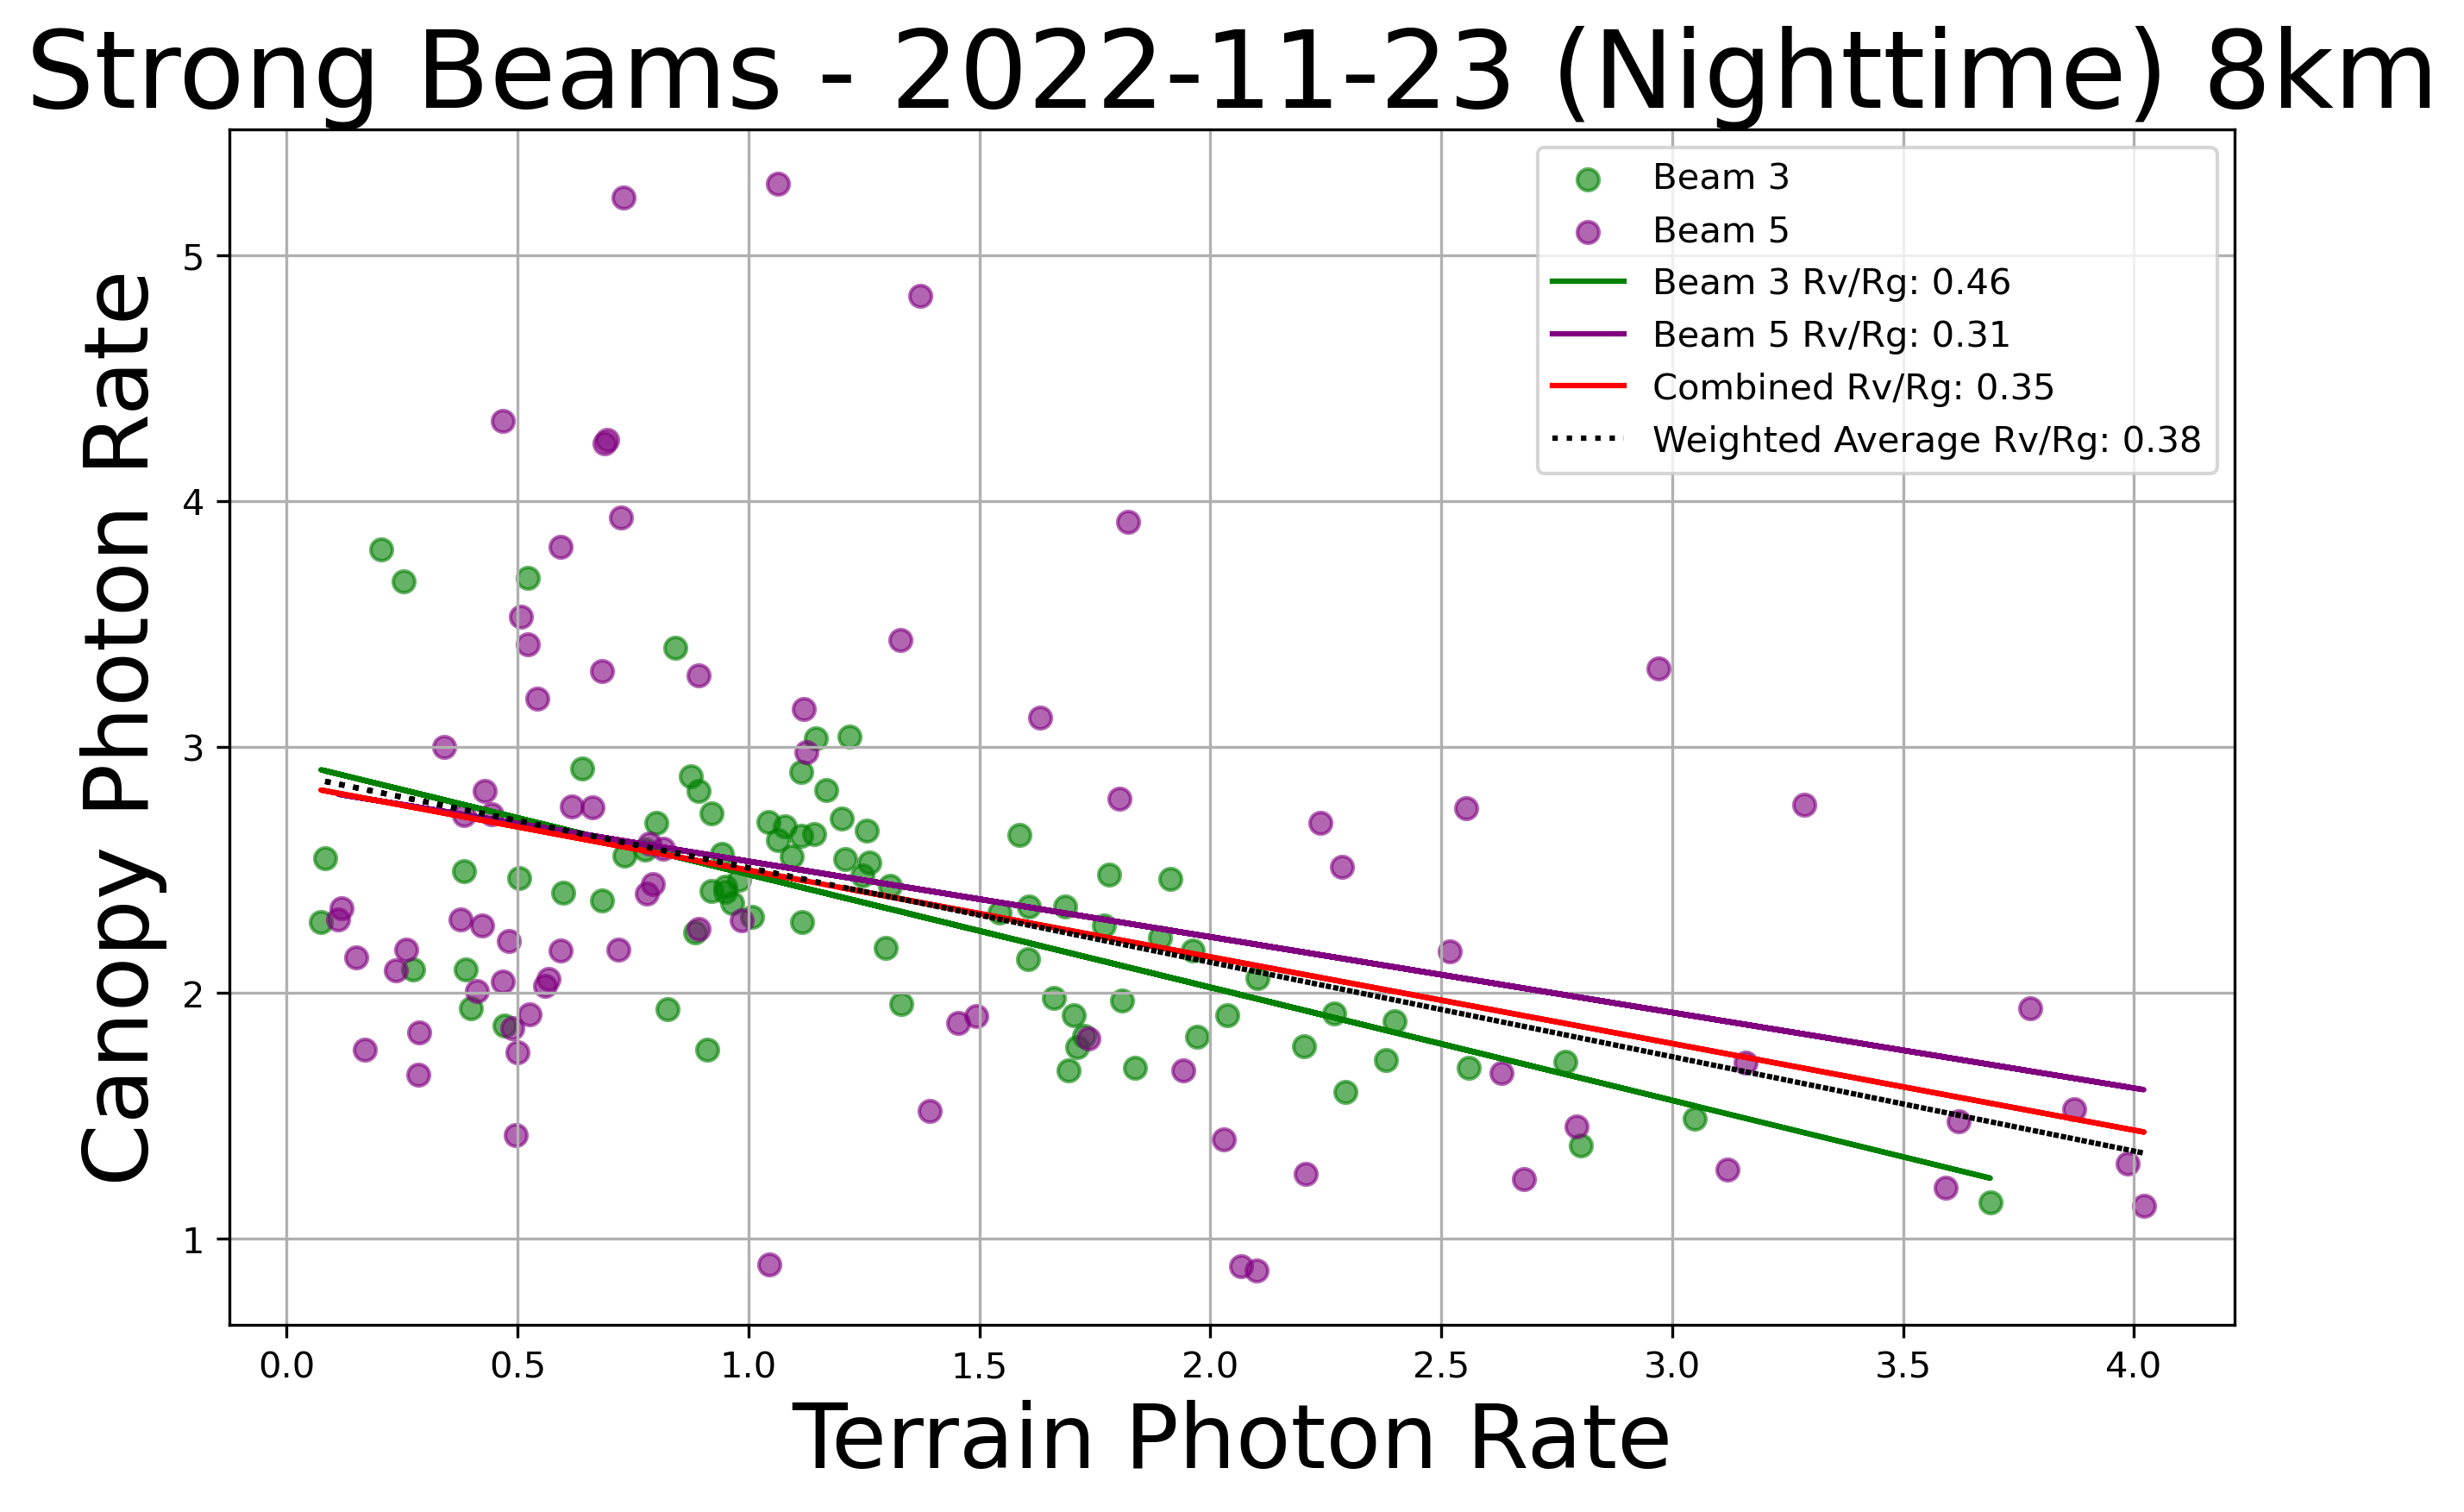 Strong Beams - 2022-11-23 (Nighttime) 8km
Beam 3
Beam 5
Beam 3 Rv/Rg: 0.46
Beam 5 Rv/Rg: 0.31
Combined Rv/Rg: 0.35
Weighted Average Rv/Rg: 0.38
Canopy Photon Rate
5
4
3
2
1
0.0 0.5 1.0 1.5 2.0 2.5 3.0 3.5 4.0
Terrain Photon Rate